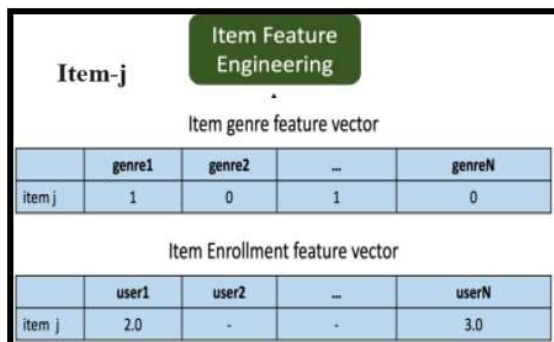 Item Feature
Engineering
Item-j
Item genre feature vector
genre1 genre2 ... genreN
item j 1 0 1 0
Item Enrollment feature vector
user1 user2 ... userN
item j 2.0 - - 3.0